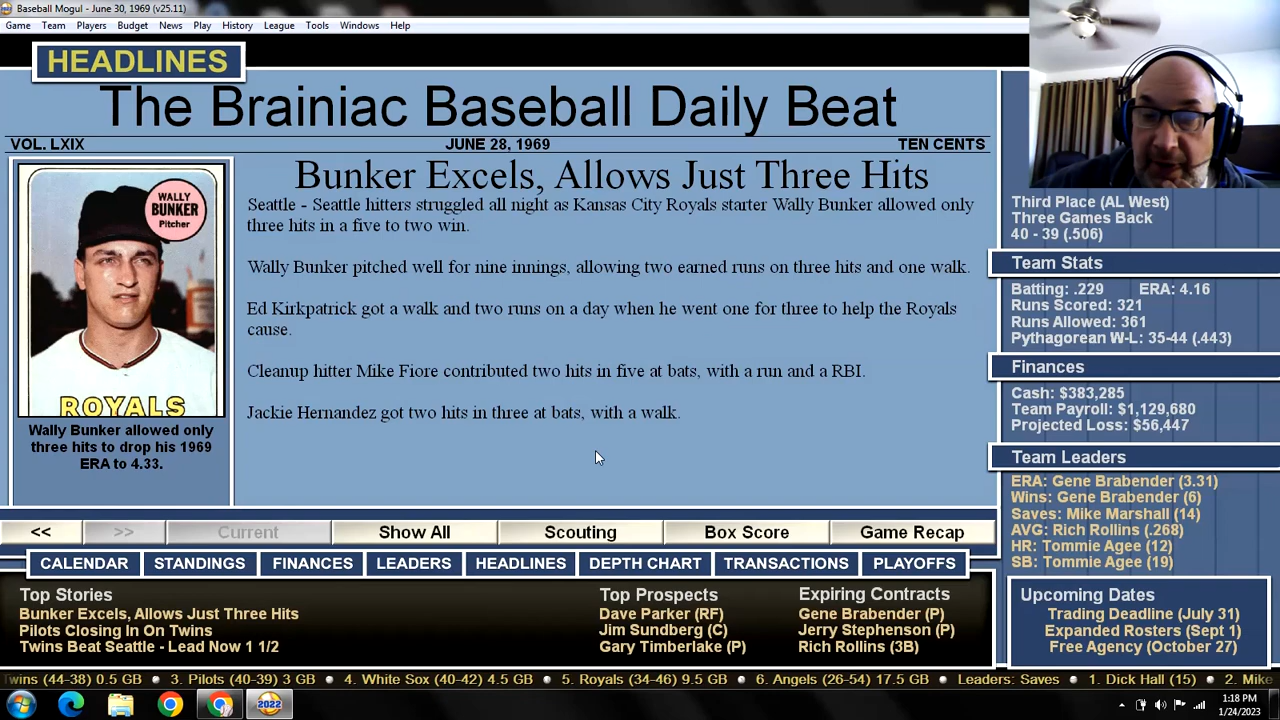 Baseball Mogul - June 30, 1969 (v25.11)
Game Team Players Budget News Play History League Tools Windows Help
HEADLINES
The Brainiac Baseball Daily Beat
VOL. LXIX JUNE 28, 1969 TEN CENTS
WALLY
BUNKER
Pitcher
ROYALS
Wally Bunker allowed only
three hits to drop his 1969
ERA to 4.33.
Bunker Excels, Allows Just Three Hits
Seattle - Seattle hitters struggled all night as Kansas City Royals starter Wally Bunker allowed only
three hits in a five to two win.
Wally Bunker pitched well for nine innings, allowing two earned runs on three hits and one walk.
Ed Kirkpatrick got a walk and two runs on a day when he went one for three to help the Royals
cause.
Cleanup hitter Mike Fiore contributed two hits in five at bats, with a run and a RBI.
Jackie Hernandez got two hits in three at bats, with a walk.
Third Place (AL West)
Three Games Back
40 - 39 (.506)
Team Stats
Batting: .229 ERA: 4.16
Runs Scored: 321
Runs Allowed: 361
Pythagorean W-L: 35-44 (.443)
Finances
Cash: $383,285
Team Payroll: $1,129,680
Projected Loss: $56,447
Team Leaders
ERA: Gene Brabender (3.31)
Wins: Gene Brabender (6)
Saves: Mike Marshall (14)
AVG: Rich Rollins (.268)
HR: Tommie Agee (12)
SB: Tommie Agee (19)
<< >> Current Show All Scouting Box Score Game Recap
CALENDAR STANDINGS FINANCES LEADERS HEADLINES DEPTH CHART TRANSACTIONS PLAYOFFS
Top Stories
Bunker Excels, Allows Just Three Hits
Pilots Closing In On Twins
Twins Beat Seattle - Lead Now 1 1/2
Top Prospects
Dave Parker (RF)
Jim Sundberg (C)
Gary Timberlake (P)
Expiring Contracts
Gene Brabender (P)
Jerry Stephenson (P)
Rich Rollins (3B)
Upcoming Dates
Trading Deadline (July 31)
Expanded Rosters (Sept 1)
Free Agency (October 27)
Twins (44-38) 0.5 GB • 3. Pilots (40-39) 3 GB • 4. White Sox (40-42) 4.5 GB • 5. Royals (34-46) 9.5 GB • 6. Angels (26-54) 17.5 GB • Leaders: Saves • 1. Dick Hall (15) • 2. Mike
2022
1:18 PM
1/24/2023